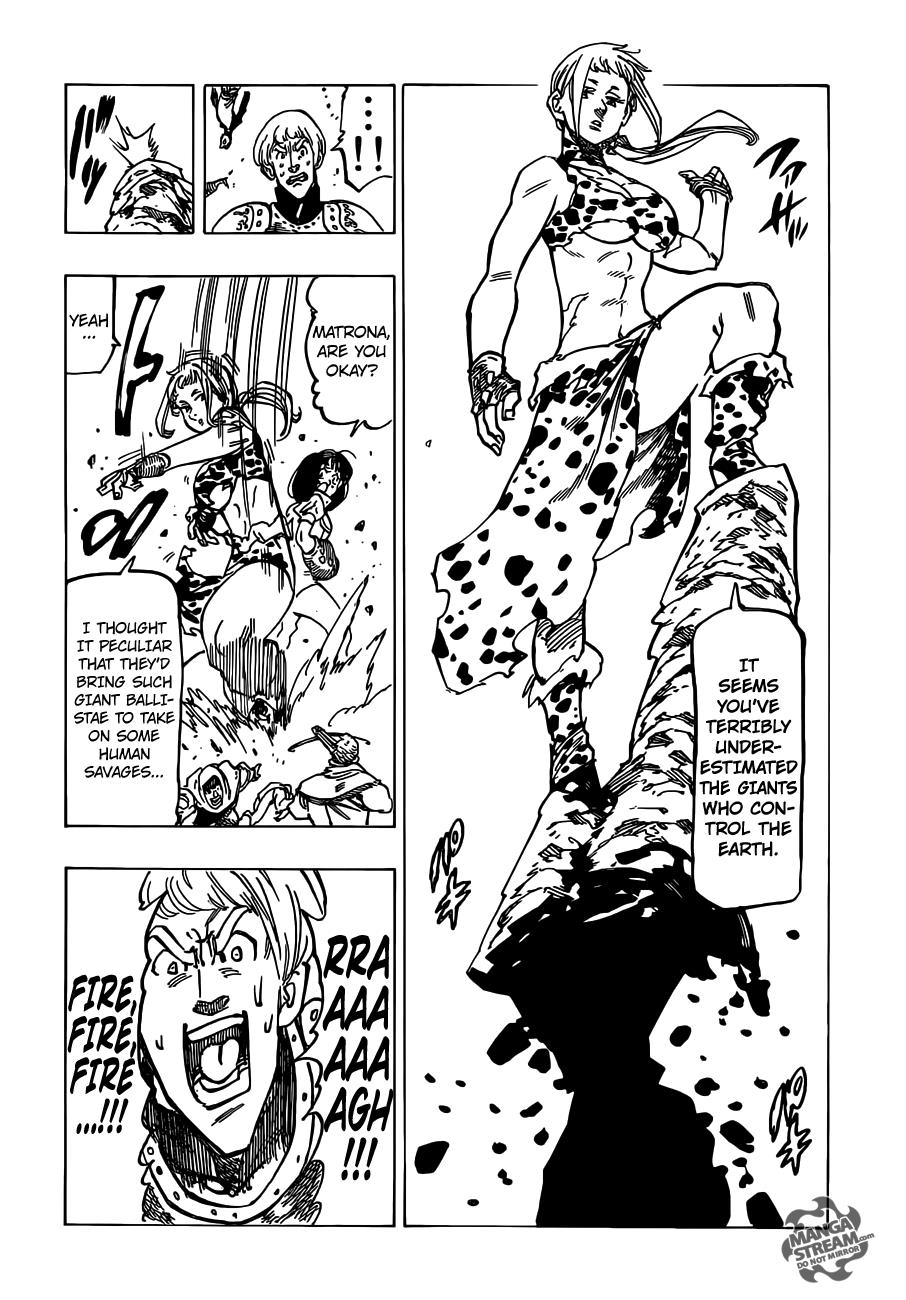 IT
SEEMS
YOU'VE
TERRIBLY
UNDER-
ESTIMATED
THE GIANTS
WHO CON-
TROL THE
EARTH.
...!!
MATRONA,
ARE YOU
OKAY?
YEAH
...
I THOUGHT
IT PECULIAR
THAT THEY'D
BRING SUCH
GIANT BALLI-
STAE TO TAKE
ON SOME
HUMAN
SAVAGES...
RRA
AAA
AAA
AGH
!!!
FIRE,
FIRE,
FIRE
...!!!
MANGA
STREAM.com
DO NOT MIRROR